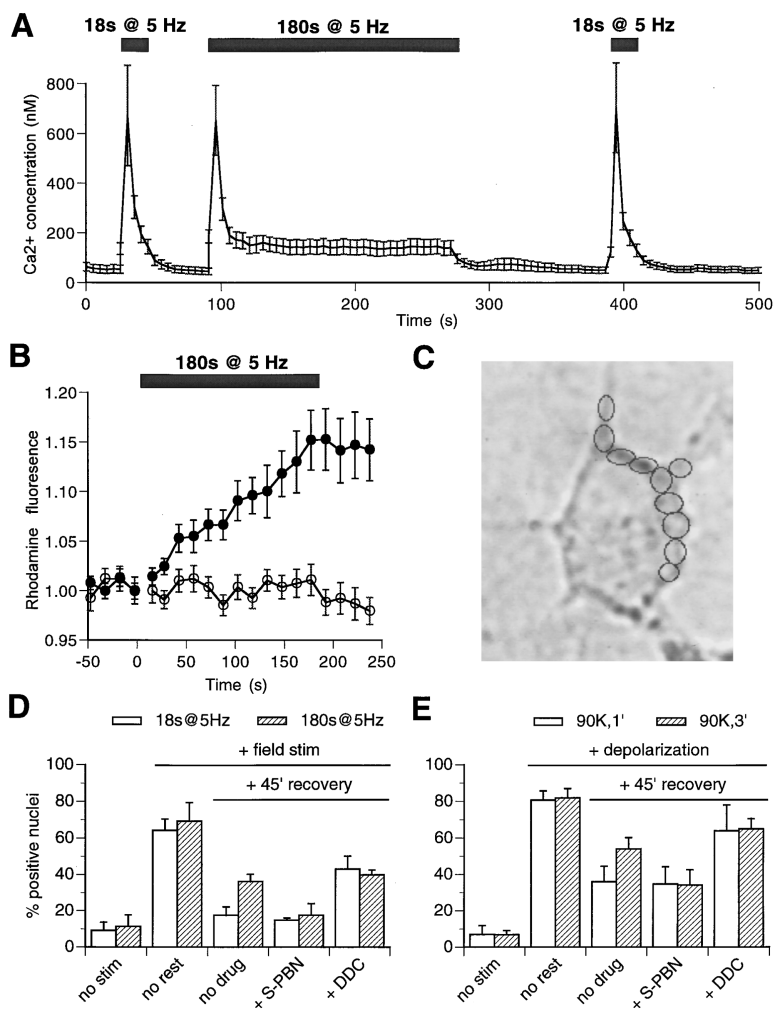 A
18s @ 5 Hz 180s @ 5 Hz 18s @ 5 Hz
Ca2+ concentration (nM)
800
600
400
200
0
0 100 200 300 400 500
Time (s)
B
180s @ 5 Hz
Rhodamine fluoresence
1.20
1.15
1.10
1.05
1.00
0.95
-50 0 50 100 150 200 250
Time (s)
C
D
18s@5Hz 180s@5Hz
+ field stim
+ 45' recovery
% positive nuclei
100
80
60
40
20
0
no stim no rest no drug + S-PBN + DDC
E
90K,1' 90K,3'
+ depolarization
+ 45' recovery
100
80
60
40
20
0
no stim no rest no drug + S-PBN + DDC